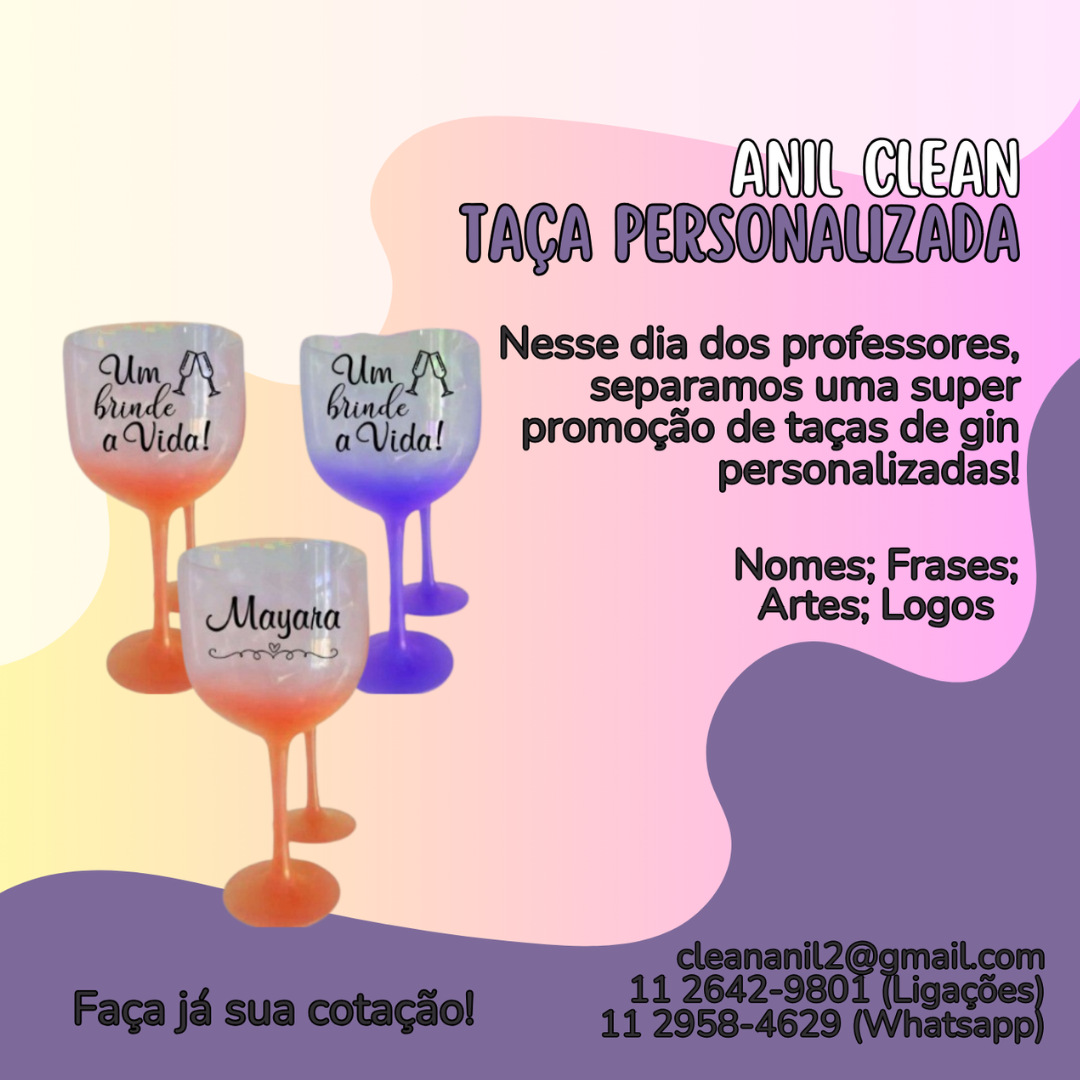 ANIL CLEAN
TAÇA PERSONALIZADA
Nesse dia dos professores,
separamos uma super
promoção de taças de gin
personalizadas!
Nomes; Frases;
Artes; Logos
Um
brinde
a Vida!
Um
brinde
a Vida!
Mayara
Faça já sua cotação!
cleananil2@gmail.com
11 2642-9801 (Ligações)
11 2958-4629 (Whatsapp)